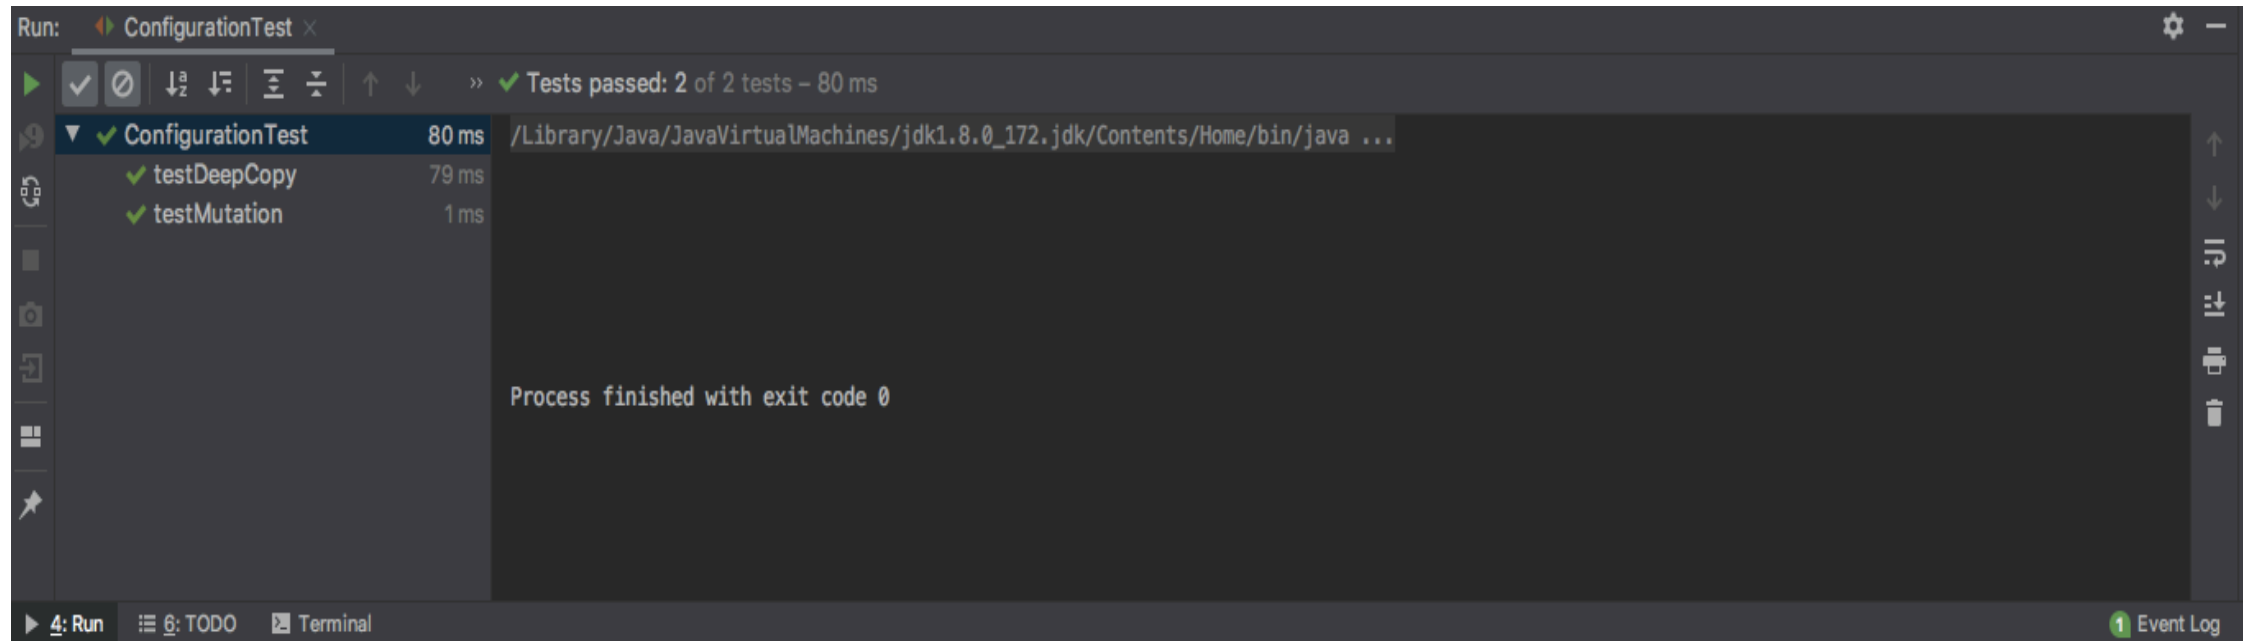 Run: ConfigurationTest
Tests passed: 2 of 2 tests – 80 ms
ConfigurationTest 80 ms
testDeepCopy 79 ms
testMutation 1 ms
/Library/Java/JavaVirtualMachines/jdk1.8.0_172.jdk/Contents/Home/bin/java ...
Process finished with exit code 0
4: Run 6: TODO Terminal 1 Event Log